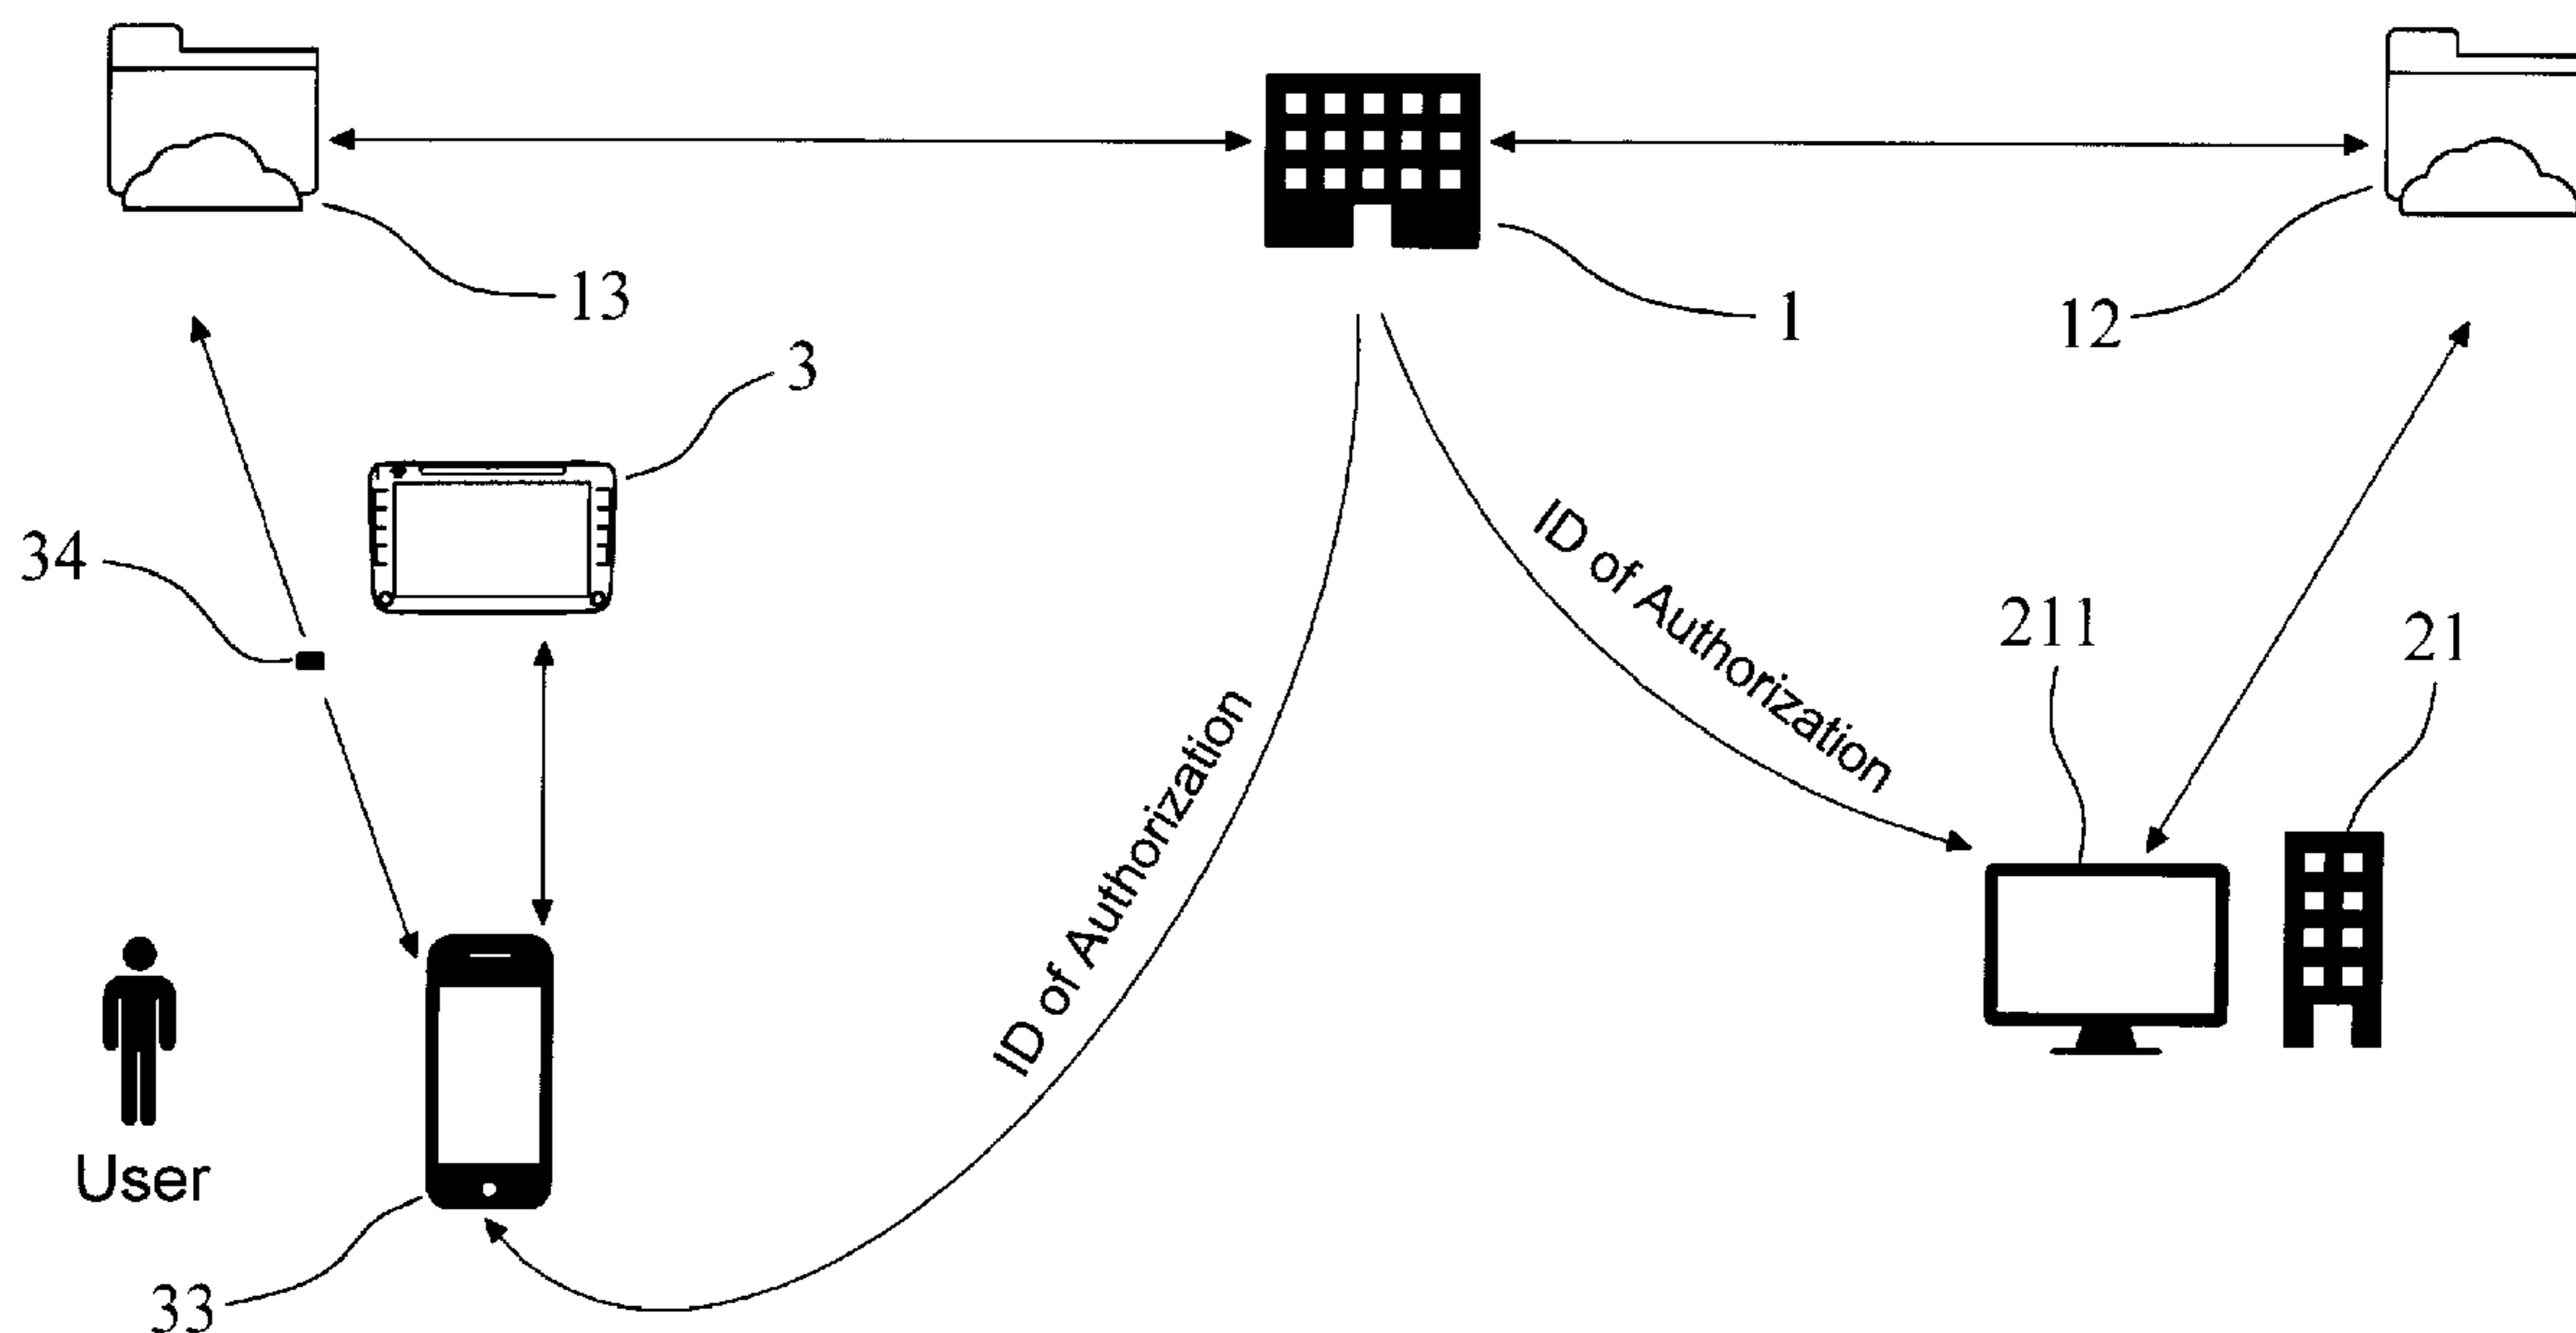 13
1
12
3
34
ID of Authorization
211
21
ID of Authorization
User
33